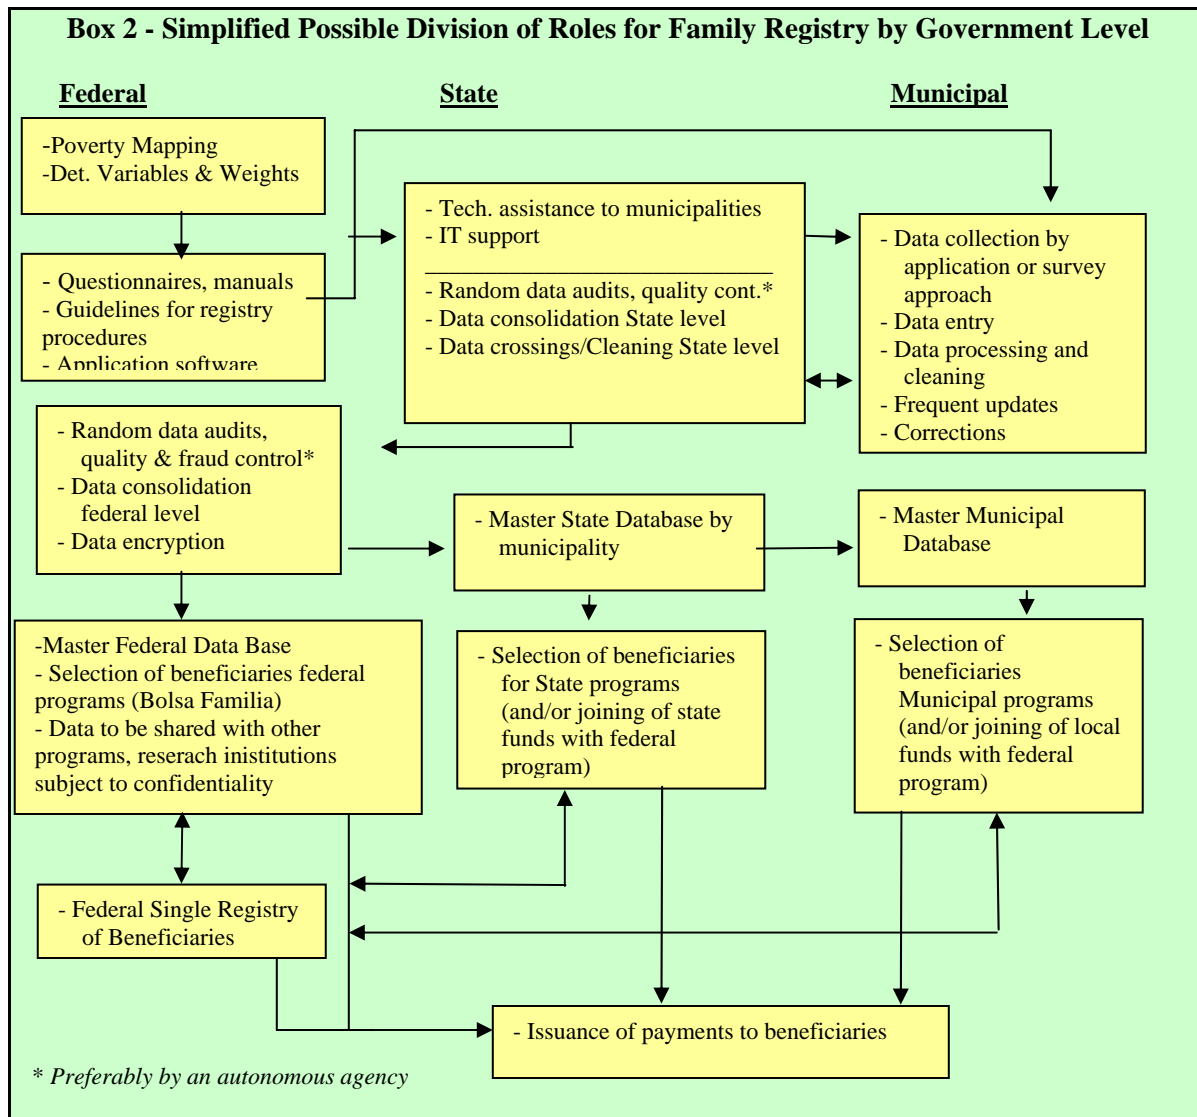 Box 2 - Simplified Possible Division of Roles for Family Registry by Government Level
Federal
State
Municipal
-Poverty Mapping
-Det. Variables & Weights
- Questionnaires, manuals
- Guidelines for registry
procedures
- Application software
- Tech. assistance to municipalities
- IT support
- Random data audits, quality cont.*
- Data consolidation State level
- Data crossings/Cleaning State level
- Data collection by
application or survey
approach
- Data entry
- Data processing and
cleaning
- Frequent updates
- Corrections
- Random data audits,
quality & fraud control*
- Data consolidation
federal level
- Data encryption
- Master State Database by
municipality
- Master Municipal
Database
-Master Federal Data Base
- Selection of beneficiaries federal
programs (Bolsa Familia)
- Data to be shared with other
programs, reserach inistitutions
subject to confidentiality
- Selection of beneficiaries
for State programs
(and/or joining of state
funds with federal
program)
- Selection of
beneficiaries
Municipal programs
(and/or joining of local
funds with federal
program)
- Federal Single Registry
of Beneficiaries
- Issuance of payments to beneficiaries
* Preferably by an autonomous agency